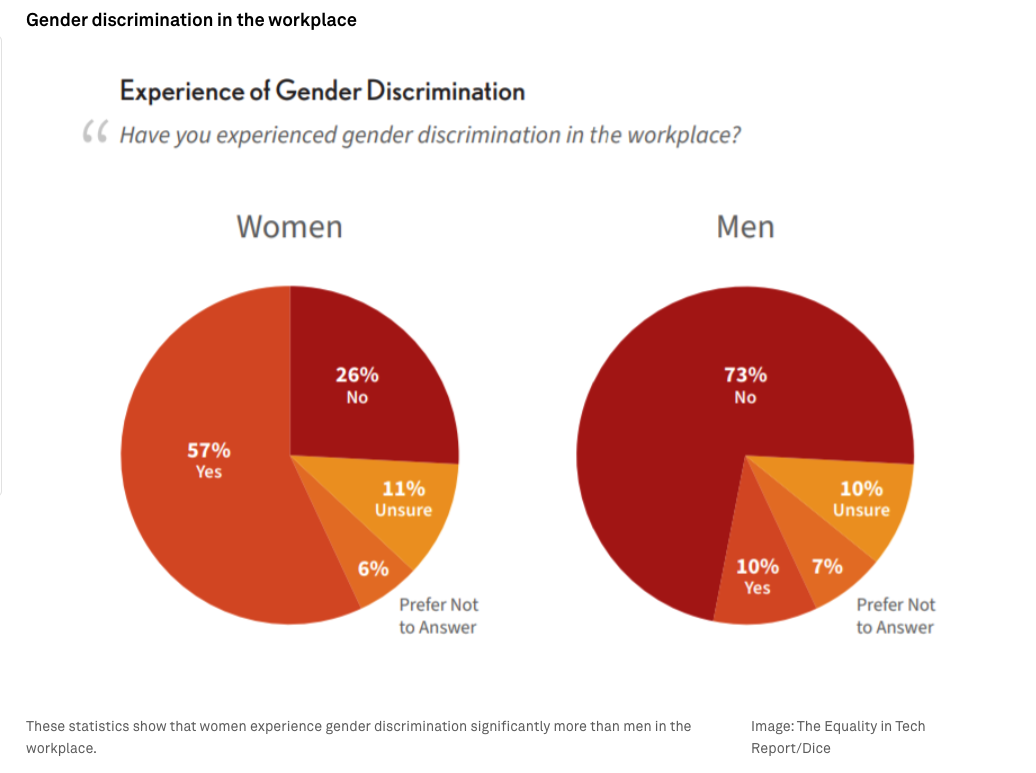 Gender discrimination in the workplace
Experience of Gender Discrimination
“ Have you experienced gender discrimination in the workplace?
Women
Men
26%
No
57%
Yes
11%
Unsure
6%
Prefer Not
to Answer
73%
No
10%
Unsure
10%
Yes
7%
Prefer Not
to Answer
These statistics show that women experience gender discrimination significantly more than men in the
workplace.
Image: The Equality in Tech
Report/Dice